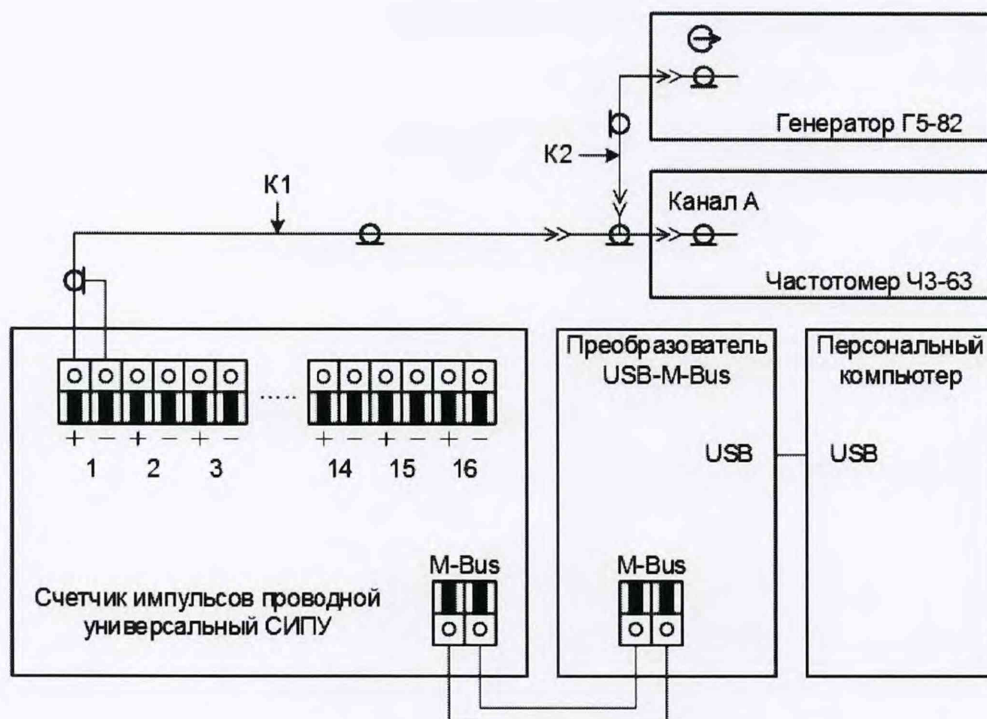 Генератор Г5-82
К2
К1
Канал А
Частотомер Ч3-63
Преобразователь
USB-M-Bus
Персональный
компьютер
USB
USB
+ − + − + −
.....
+ − + − + −
1 2 3
14 15 16
M-Bus
M-Bus
Счетчик импульсов проводной
универсальный СИПУ